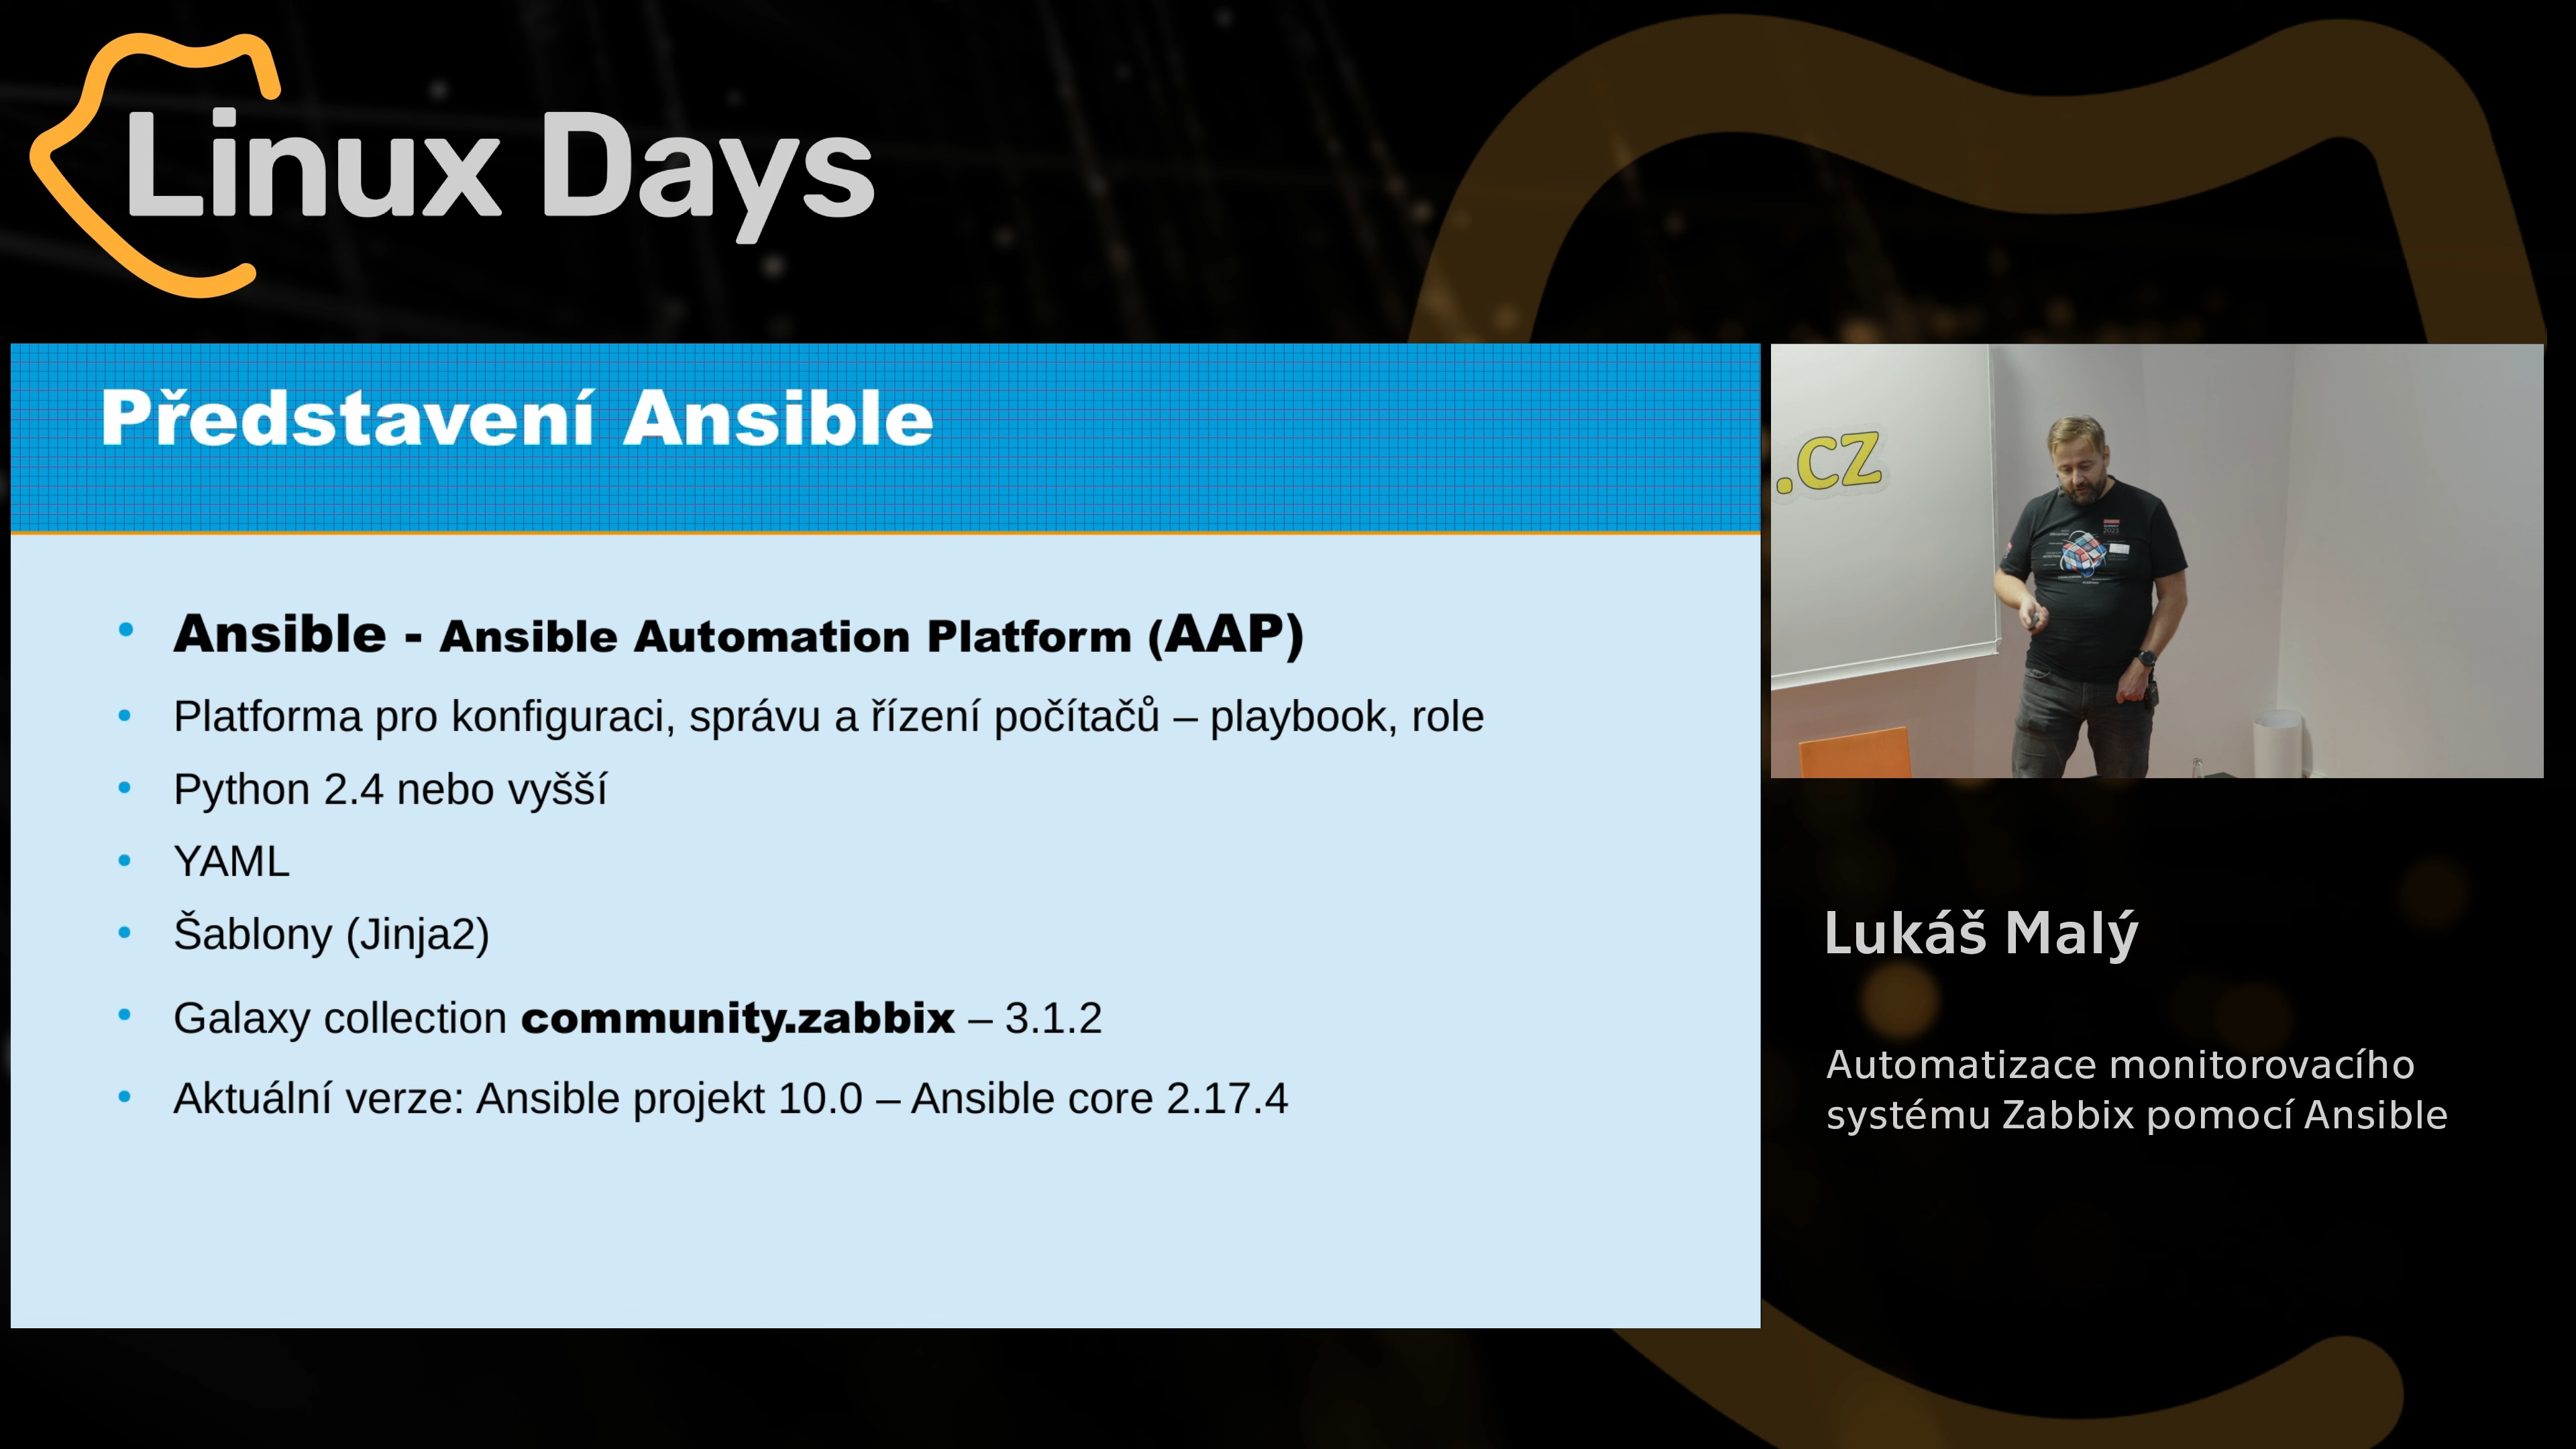 Linux Days
Představení Ansible
Ansible - Ansible Automation Platform (AAP)
Platforma pro konfiguraci, správu a řízení počítačů – playbook, role
Python 2.4 nebo vyšší
YAML
Šablony (Jinja2)
Galaxy collection community.zabbix – 3.1.2
Aktuální verze: Ansible projekt 10.0 – Ansible core 2.17.4
.CZ
2023
Lukáš Malý
Automatizace monitorovacího
systému Zabbix pomocí Ansible